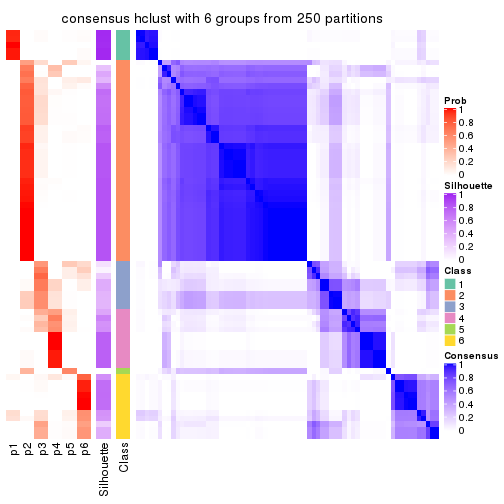 consensus hclust with 6 groups from 250 partitions
Prob
1
0.8
0.6
0.4
0.2
0
Silhouette
1
0.8
0.6
0.4
0.2
0
Class
1
2
3
4
5
6
Consensus
1
0.8
0.6
0.4
0.2
0
p1
p2
p3
p4
p5
p6
Silhouette
Class